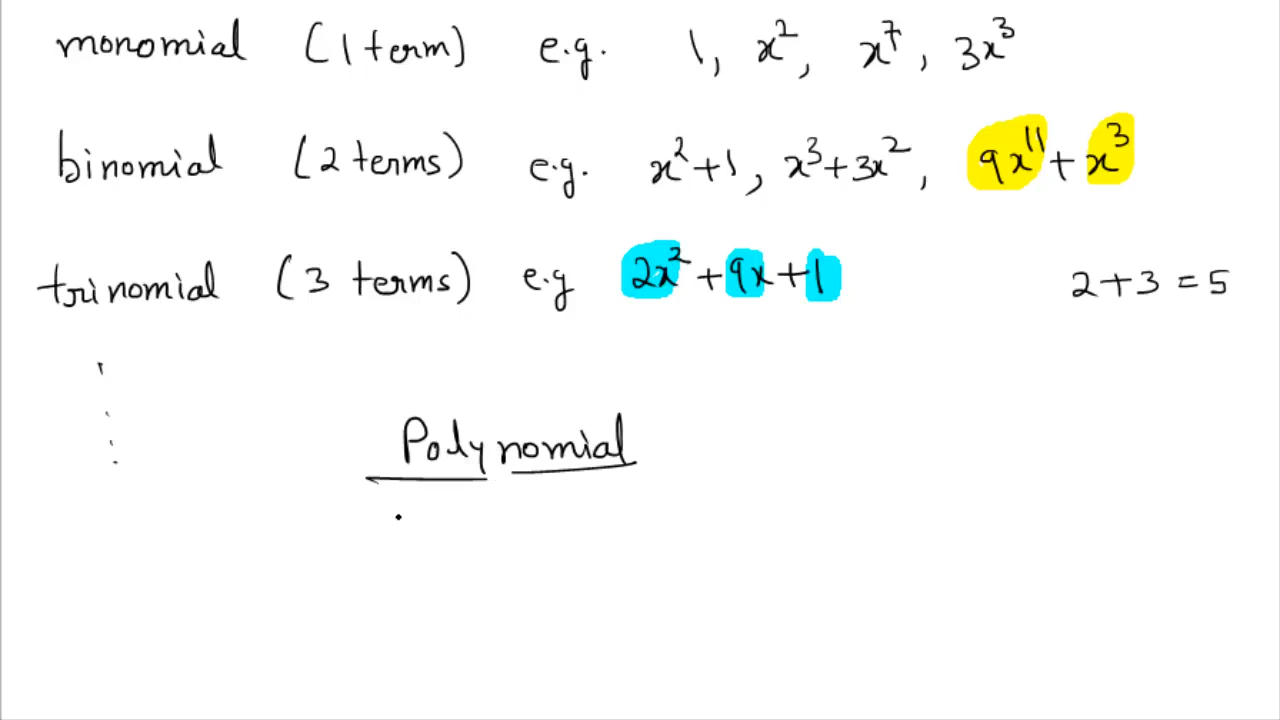 monomial (1 term) e.g. 1, x², x⁷, 3x³
binomial (2 terms) e.g. x²+1, x³+3x², 9x¹¹+x³
trinomial (3 terms) e.g 2x²+9x+1 2+3=5
Polynomial